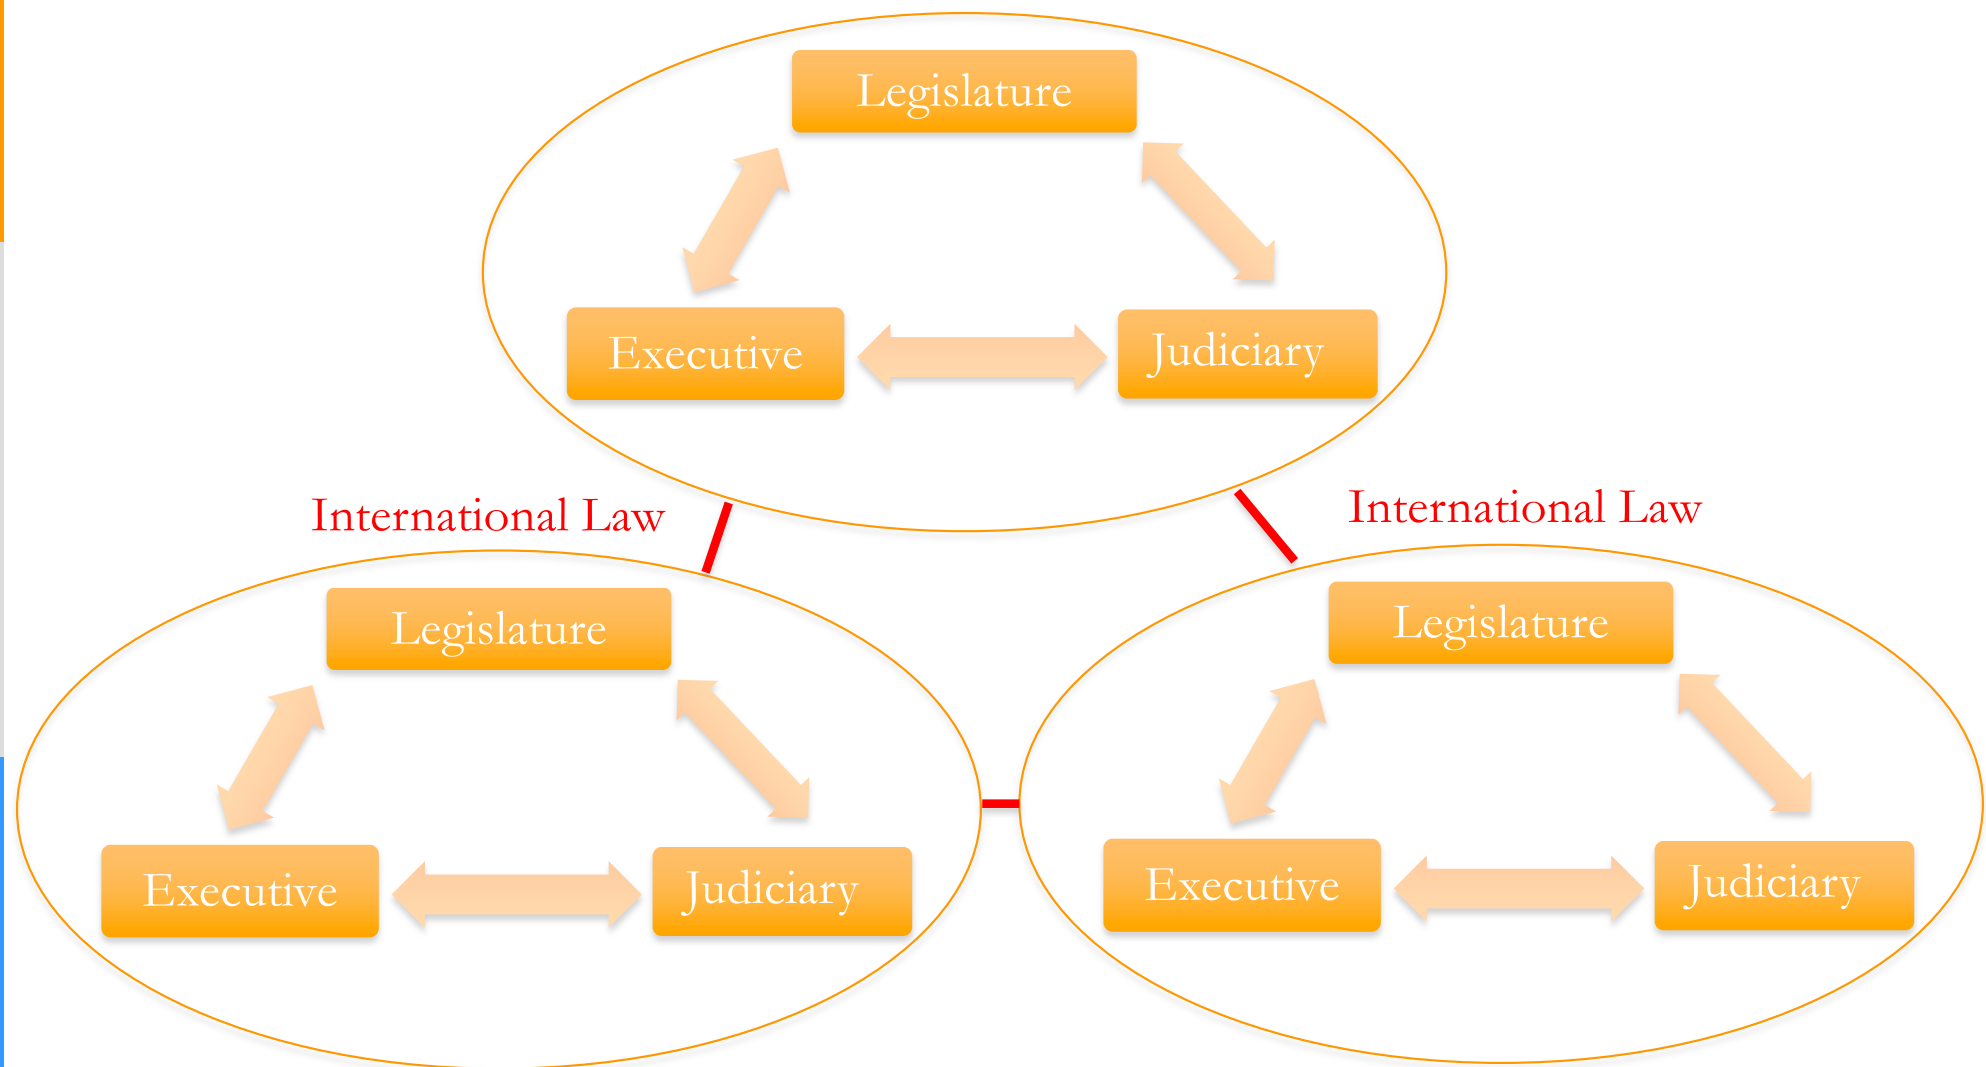 Legislature
Executive
Judiciary
International Law
International Law
Legislature
Executive
Judiciary
Legislature
Executive
Judiciary